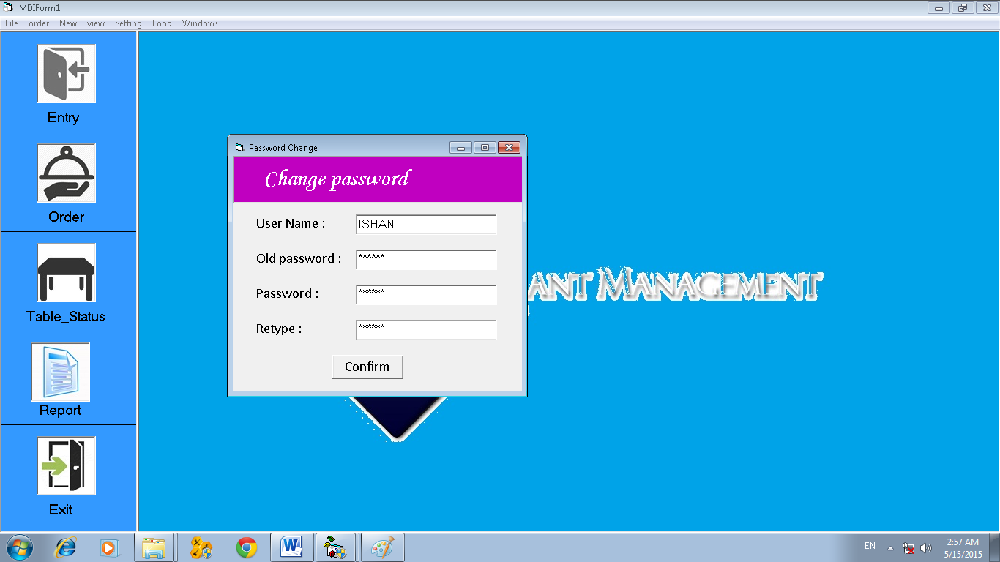 MDIForm1
File order New view Setting Food Windows
Entry
Order
Table_Status
Report
Exit
Password Change
Change password
User Name : ISHANT
Old password : ******
Password : ******
Retype : ******
Confirm
MANAGEMENT
EN
2:57 AM
5/15/2015